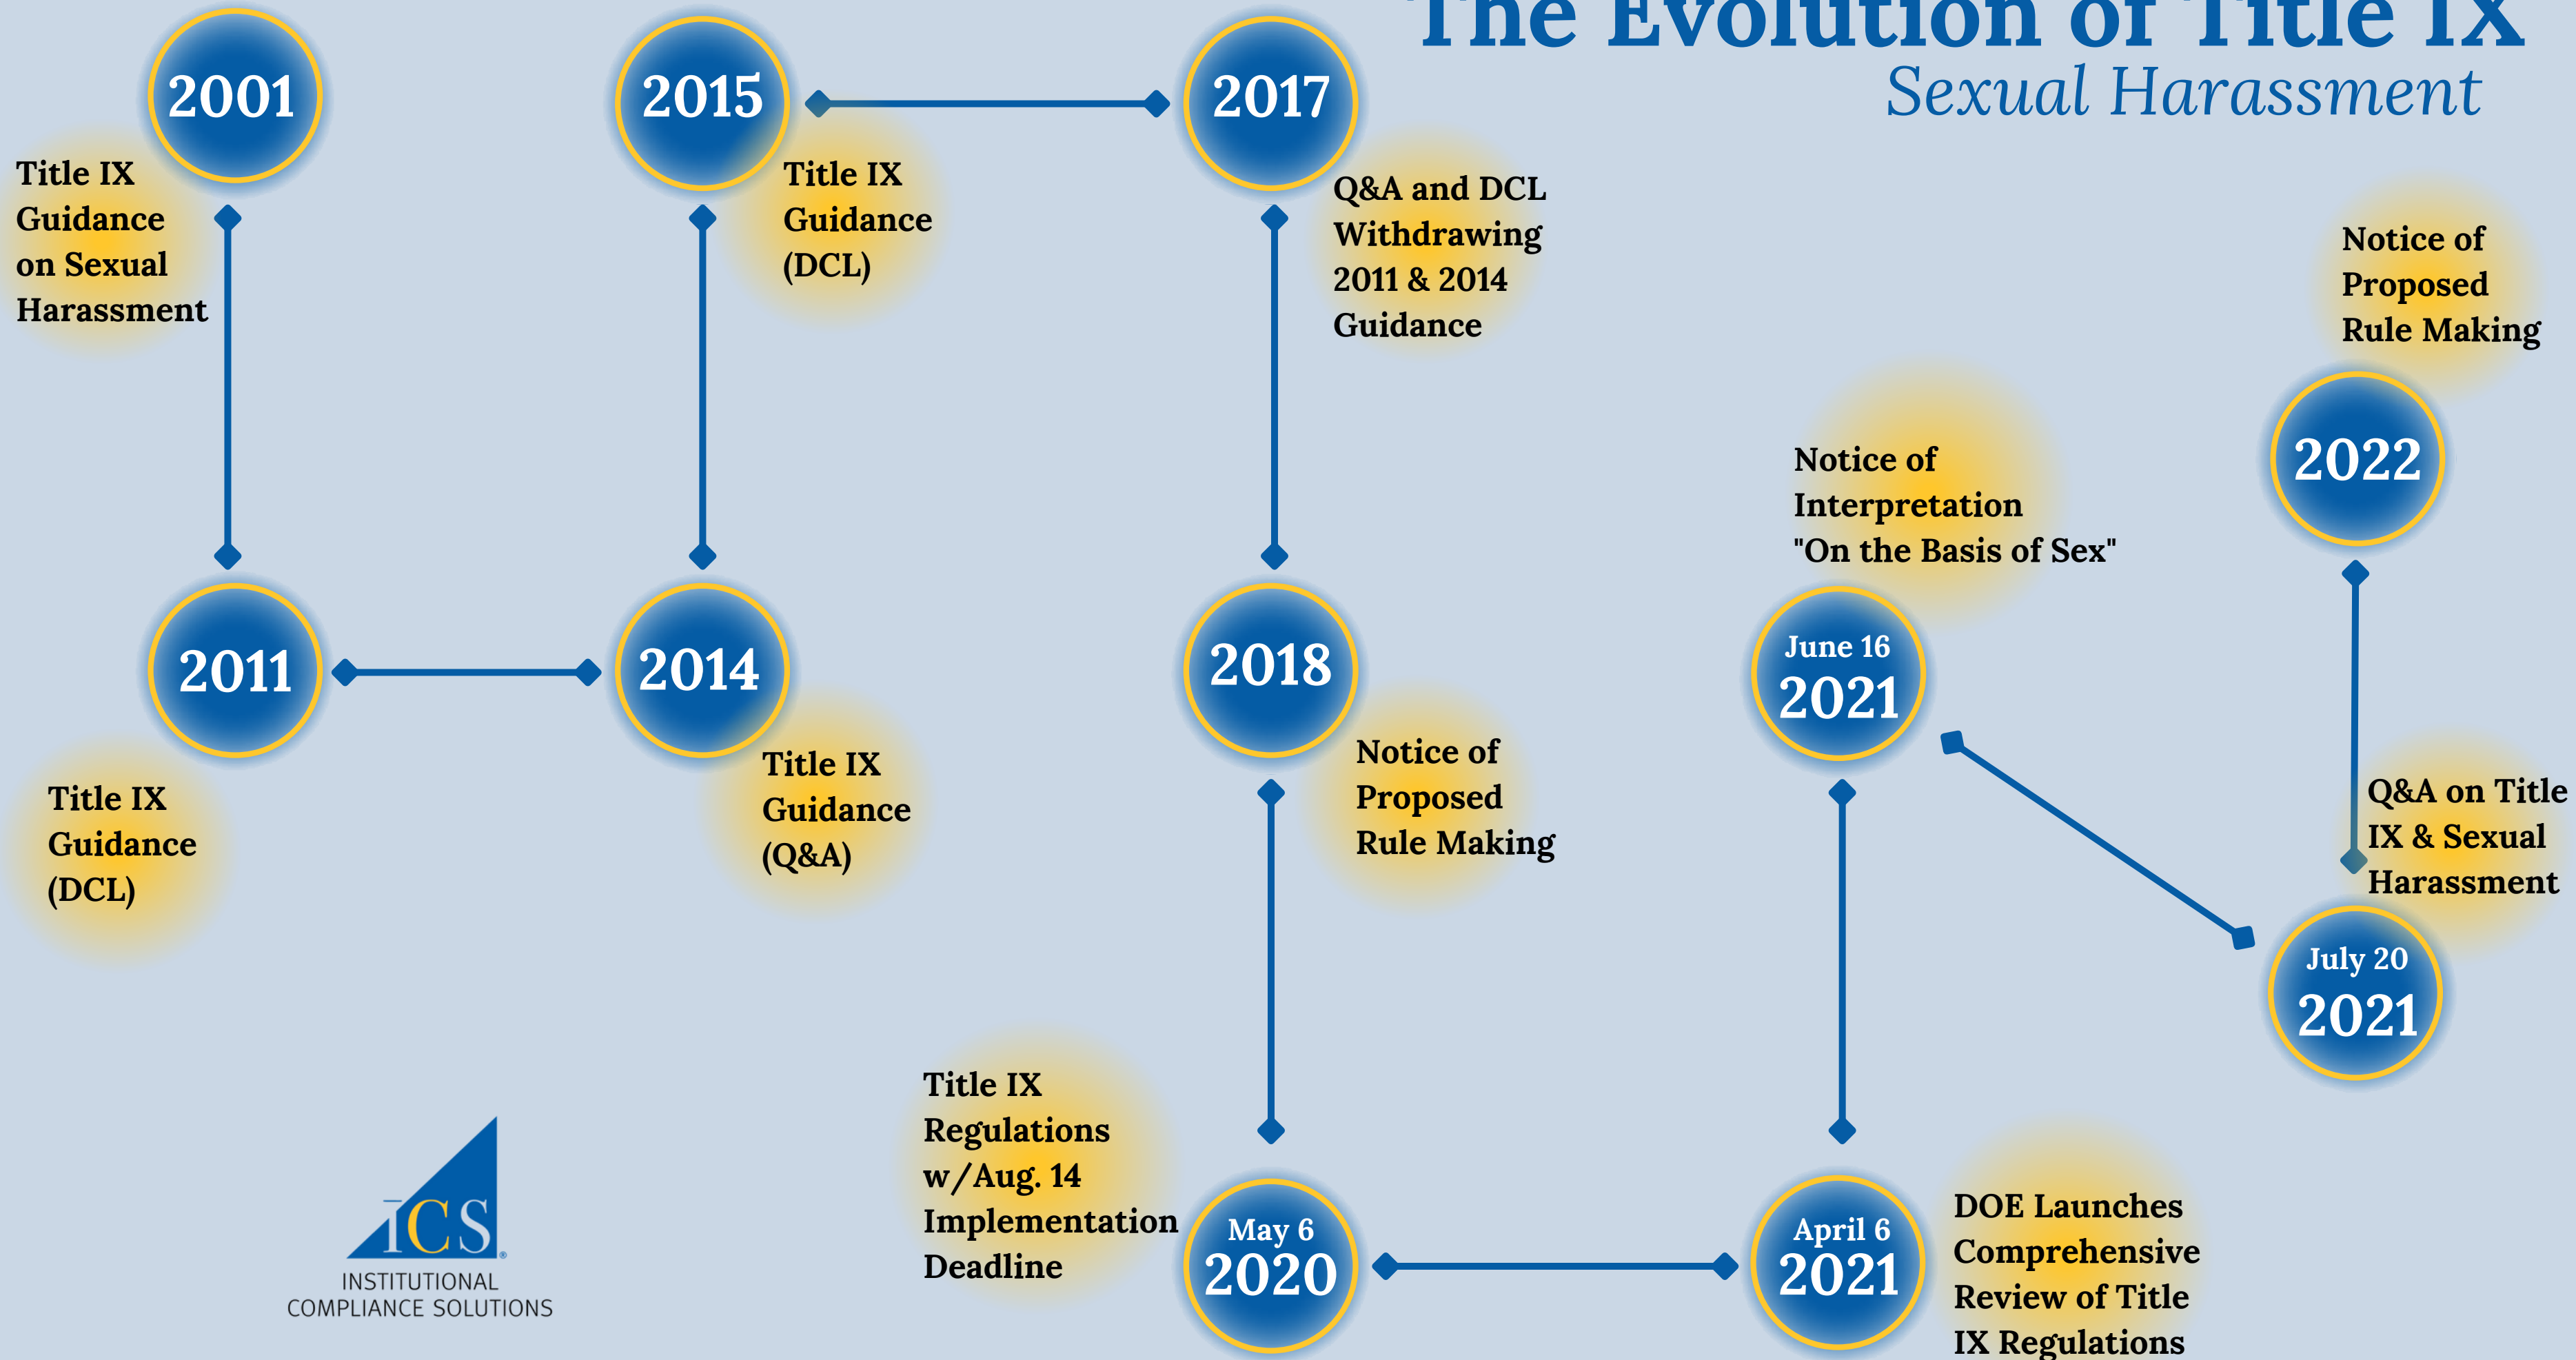 The Evolution of Title IX
Sexual Harassment
2001
Title IX
Guidance
on Sexual
Harassment
2011
Title IX
Guidance
(DCL)
2014
Title IX
Guidance
(Q&A)
2015
Title IX
Guidance
(DCL)
2017
Q&A and DCL
Withdrawing
2011 & 2014
Guidance
2018
Notice of
Proposed
Rule Making
May 6
2020
Title IX
Regulations
w/Aug. 14
Implementation
Deadline
April 6
2021
DOE Launches
Comprehensive
Review of Title
IX Regulations
June 16
2021
Notice of
Interpretation
"On the Basis of Sex"
July 20
2021
Q&A on Title
IX & Sexual
Harassment
2022
Notice of
Proposed
Rule Making
ICS®
INSTITUTIONAL
COMPLIANCE SOLUTIONS